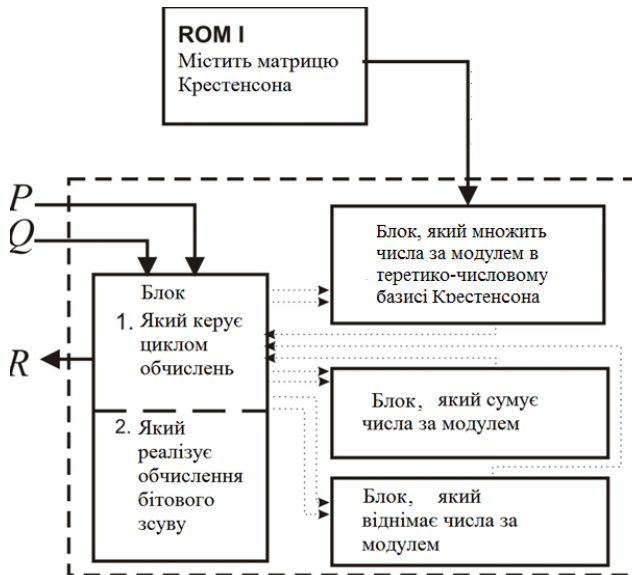 ROM I
Містить матрицю
Крестенсона
P
Q
R
Блок
1. Який керує
циклом
обчислень
2. Який
реалізує
обчислення
бітового
зсуву
Блок, який множить
числа за модулем в
теретико-числовому
базисі Крестенсона
Блок, який сумує
числа за модулем
Блок, який
віднімає числа за
модулем